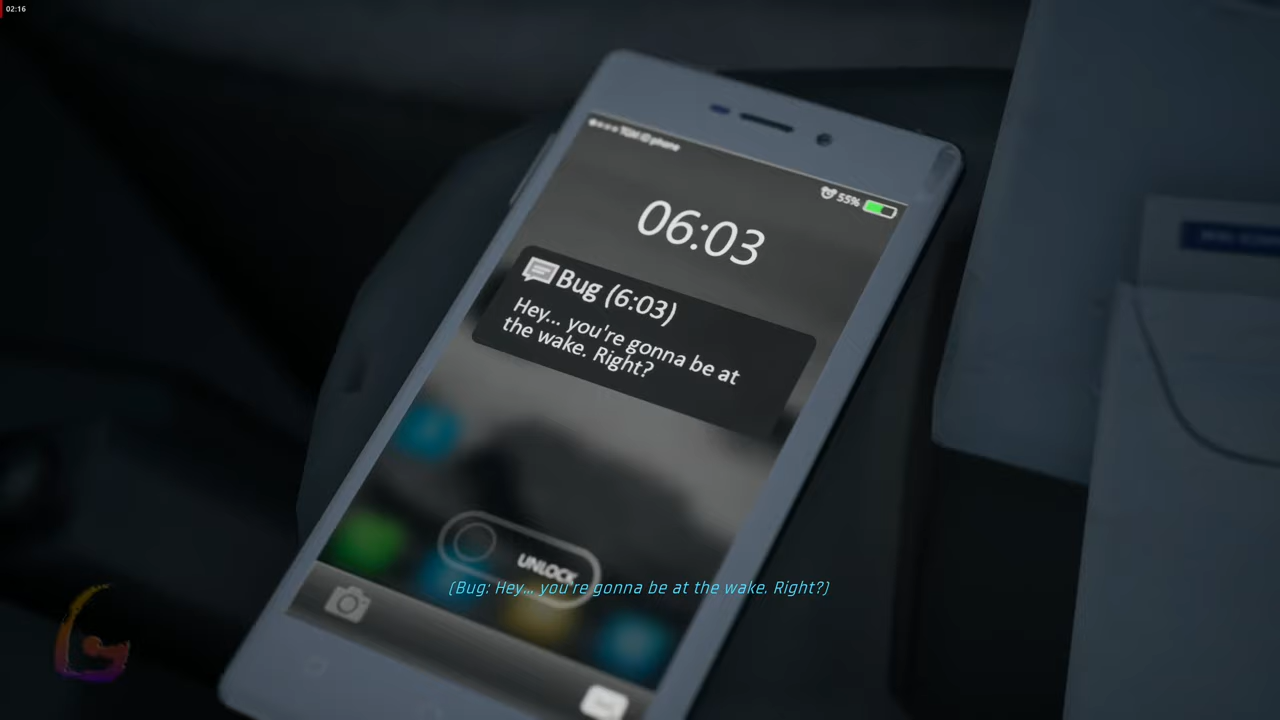 02:16
55%
06:03
Bug (6:03)
Hey... you're gonna be at
the wake. Right?
UNLOCK
(Bug: Hey... you're gonna be at the wake. Right?)